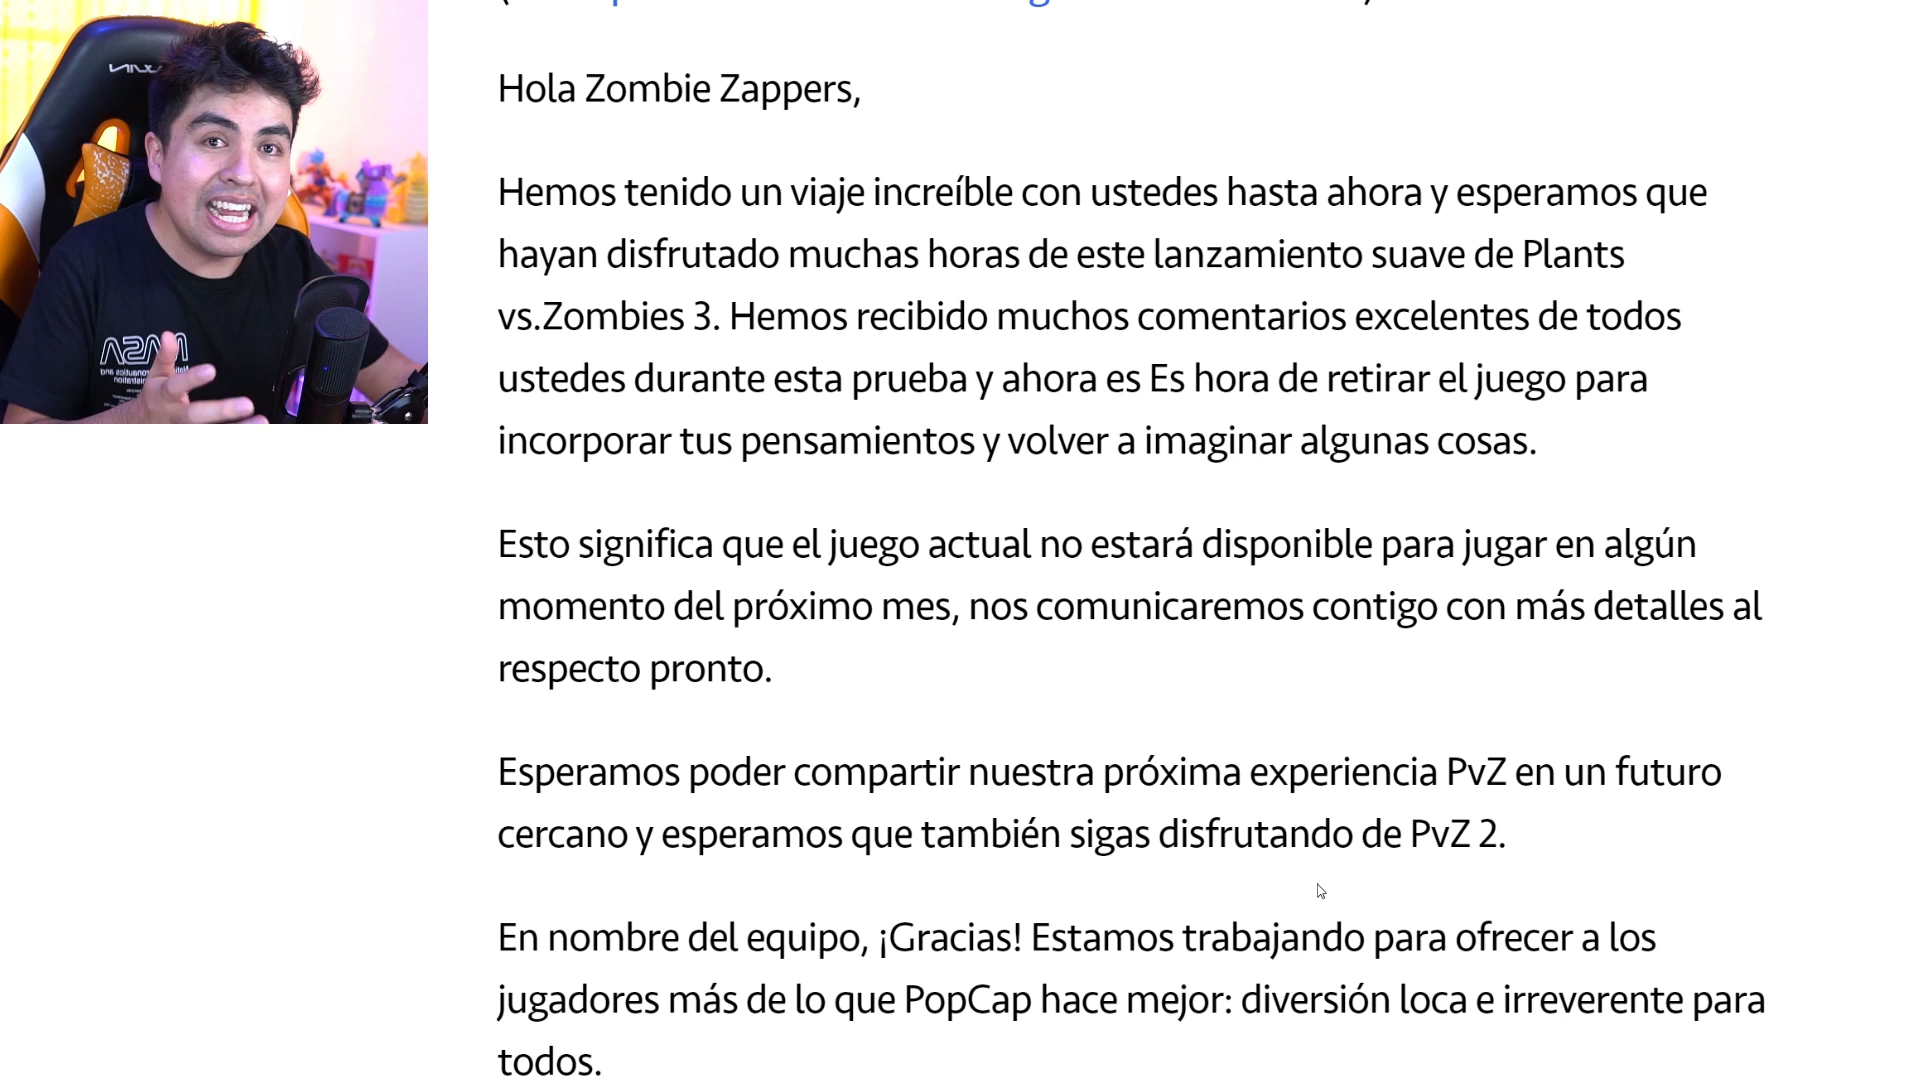 Hola Zombie Zappers,
Hemos tenido un viaje increíble con ustedes hasta ahora y esperamos que
hayan disfrutado muchas horas de este lanzamiento suave de Plants
vs.Zombies 3. Hemos recibido muchos comentarios excelentes de todos
ustedes durante esta prueba y ahora es Es hora de retirar el juego para
incorporar tus pensamientos y volver a imaginar algunas cosas.
Esto significa que el juego actual no estará disponible para jugar en algún
momento del próximo mes, nos comunicaremos contigo con más detalles al
respecto pronto.
Esperamos poder compartir nuestra próxima experiencia PvZ en un futuro
cercano y esperamos que también sigas disfrutando de PvZ 2.
En nombre del equipo, ¡Gracias! Estamos trabajando para ofrecer a los
jugadores más de lo que PopCap hace mejor: diversión loca e irreverente para
todos.
NASA